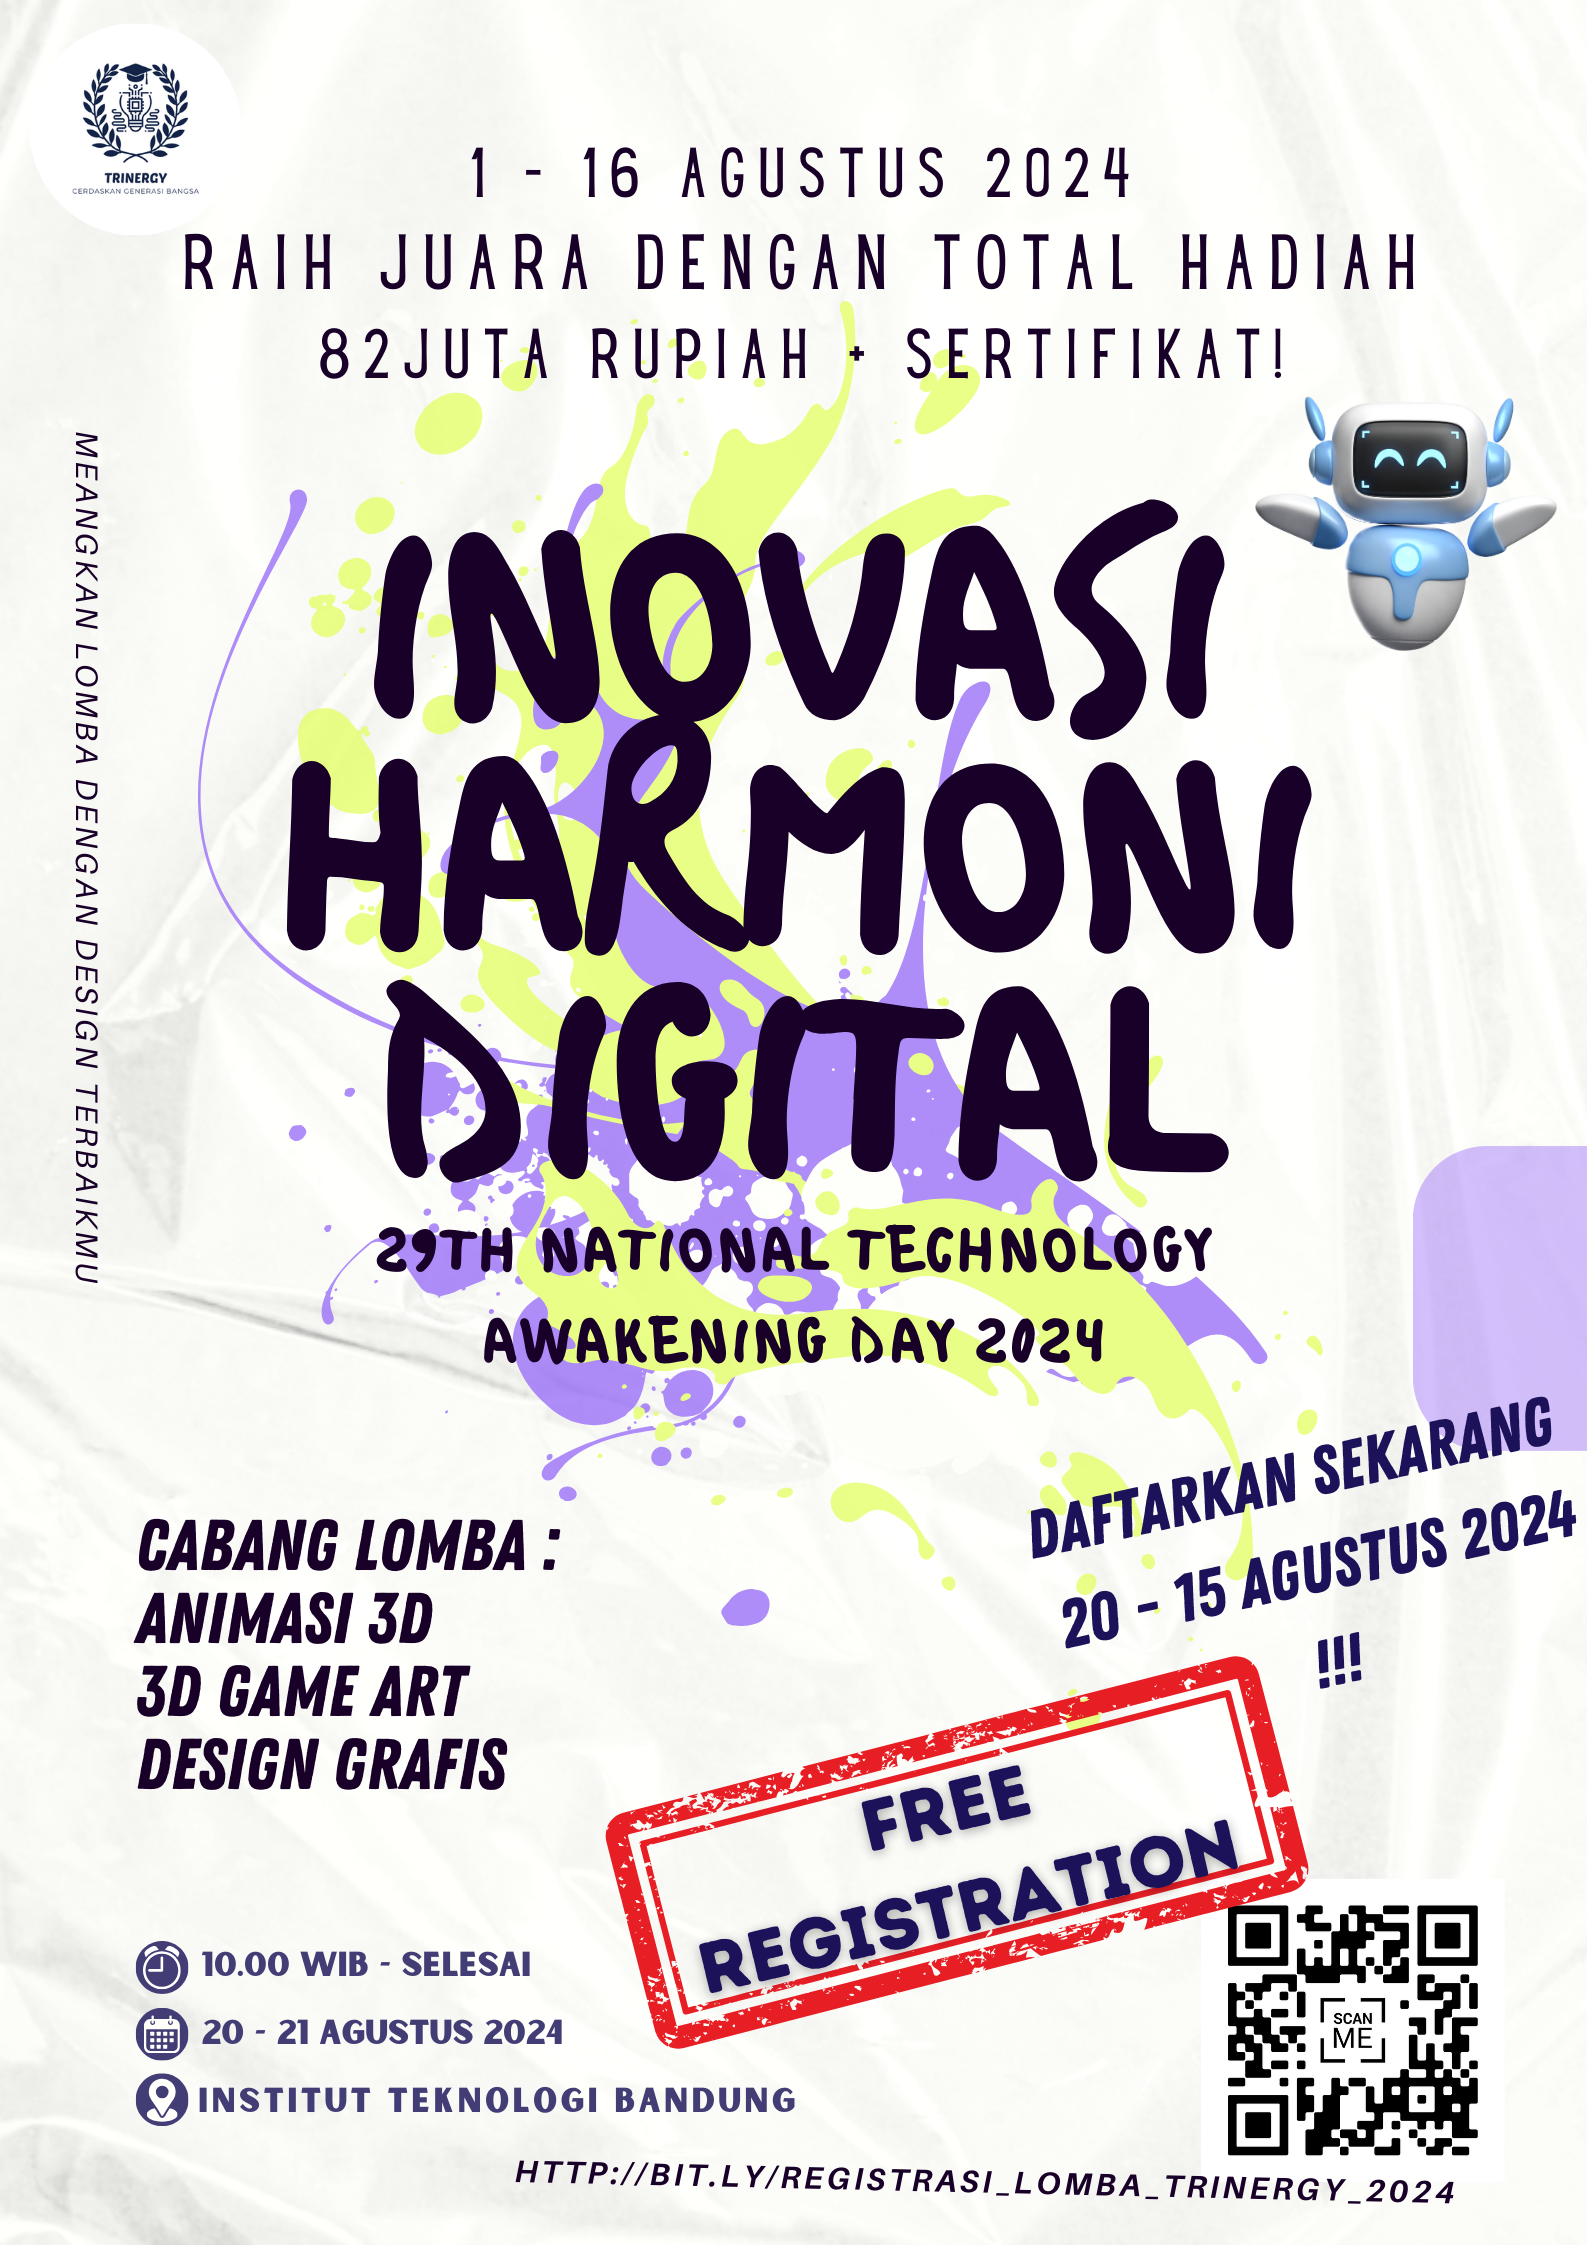 TRINERGY
CERDASKAN GENERASI BANGSA
1 - 16 AGUSTUS 2024
RAIH JUARA DENGAN TOTAL HADIAH
82JUTA RUPIAH + SERTIFIKAT!
MEANGKAN LOMBA DENGAN DESIGN TERBAIKMU
INOVASI
HARMONI
DIGITAL
29TH NATIONAL TECHNOLOGY
AWAKENING DAY 2024
DAFTARKAN SEKARANG
20 - 15 AGUSTUS 2024
!!!
CABANG LOMBA :
ANIMASI 3D
3D GAME ART
DESIGN GRAFIS
FREE
REGISTRATION
10.00 WIB - SELESAI
20 - 21 AGUSTUS 2024
INSTITUT TEKNOLOGI BANDUNG
SCAN
ME
HTTP://BIT.LY/REGISTRASI_LOMBA_TRINERGY_2024